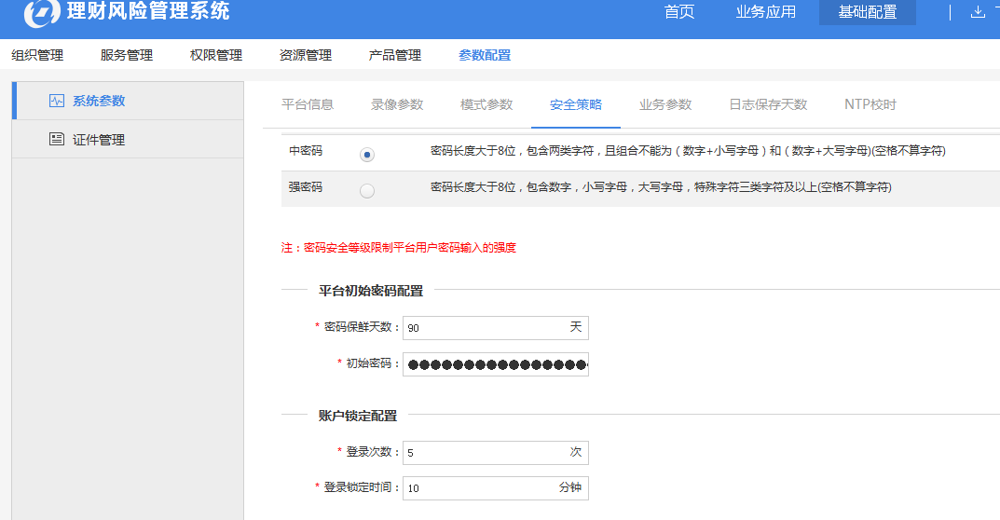 理财风险管理系统
首页 业务应用 基础配置
组织管理 服务管理 权限管理 资源管理 产品管理 参数配置
系统参数
证件管理
平台信息 录像参数 模式参数 安全策略 业务参数 日志保存天数 NTP校时
中密码 密码长度大于8位，包含两类字符，且组合不能为（数字+小写字母）和（数字+大写字母)(空格不算字符)
强密码 密码长度大于8位，包含数字，小写字母，大写字母，特殊字符三类字符及以上(空格不算字符)
注：密码安全等级限制平台用户密码输入的强度
平台初始密码配置
* 密码保鲜天数： 90 天
* 初始密码： ●●●●●●●●●●●●●●●●
账户锁定配置
* 登录次数： 5 次
* 登录锁定时间： 10 分钟